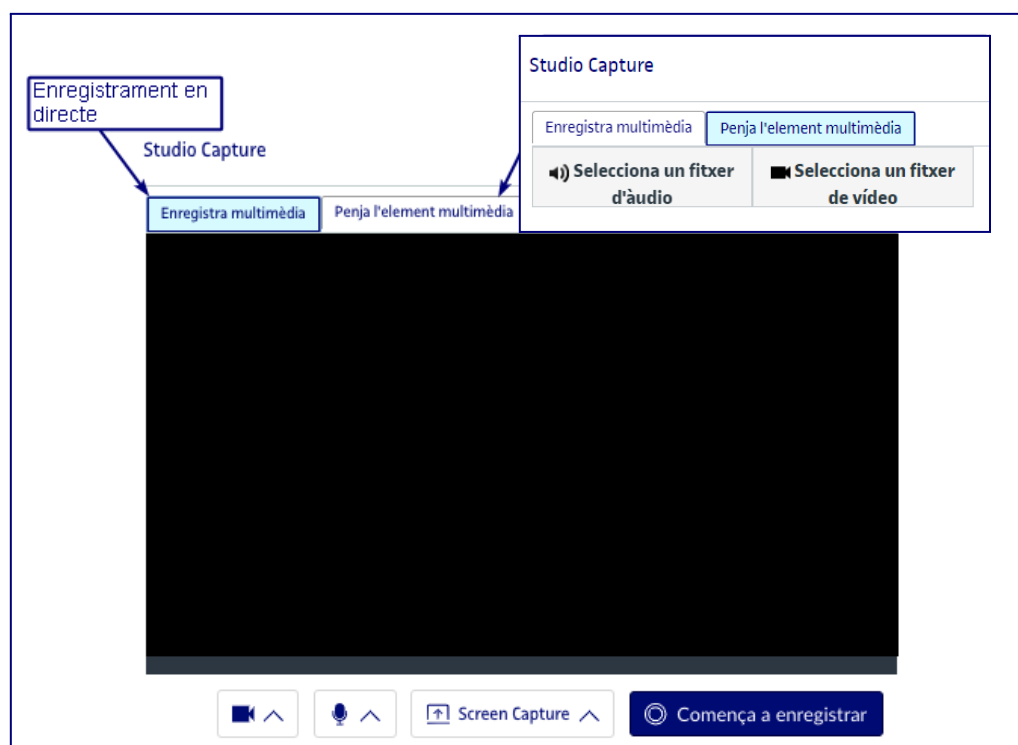 Enregistrament en
directe
Studio Capture
Enregistra multimèdia
Penja l'element multimèdia
Studio Capture
Enregistra multimèdia
Penja l'element multimèdia
Selecciona un fitxer
d'àudio
Selecciona un fitxer
de vídeo
Screen Capture
Comença a enregistrar